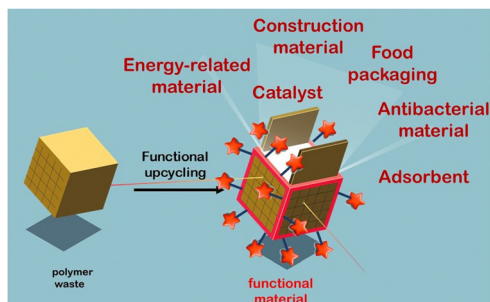 Construction
material
Energy-related
material
Catalyst
Food
packaging
Antibacterial
material
Adsorbent
Functional
upcycling
polymer
waste
functional
material